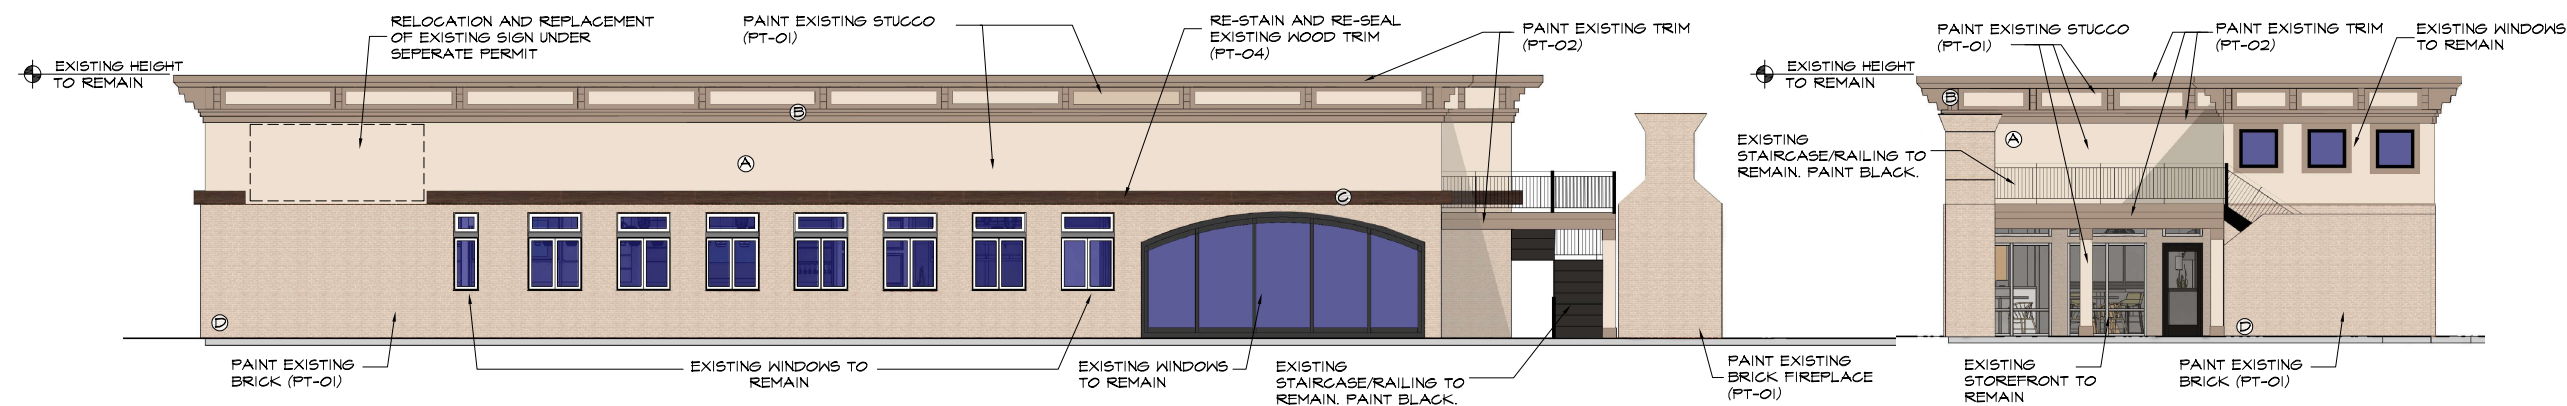 RELOCATION AND REPLACEMENT
OF EXISTING SIGN UNDER
SEPERATE PERMIT
PAINT EXISTING STUCCO
(PT-01)
RE-STAIN AND RE-SEAL
EXISTING WOOD TRIM
(PT-04)
PAINT EXISTING TRIM
(PT-02)
EXISTING HEIGHT
TO REMAIN
B
A
C
D
PAINT EXISTING
BRICK (PT-01)
EXISTING WINDOWS TO
REMAIN
EXISTING WINDOWS
TO REMAIN
EXISTING
STAIRCASE/RAILING TO
REMAIN. PAINT BLACK.
PAINT EXISTING
BRICK FIREPLACE
(PT-01)
PAINT EXISTING STUCCO
(PT-01)
PAINT EXISTING TRIM
(PT-02)
EXISTING WINDOWS
TO REMAIN
EXISTING HEIGHT
TO REMAIN
B
A
EXISTING
STAIRCASE/RAILING TO
REMAIN. PAINT BLACK.
D
EXISTING
STOREFRONT TO
REMAIN
PAINT EXISTING
BRICK (PT-01)